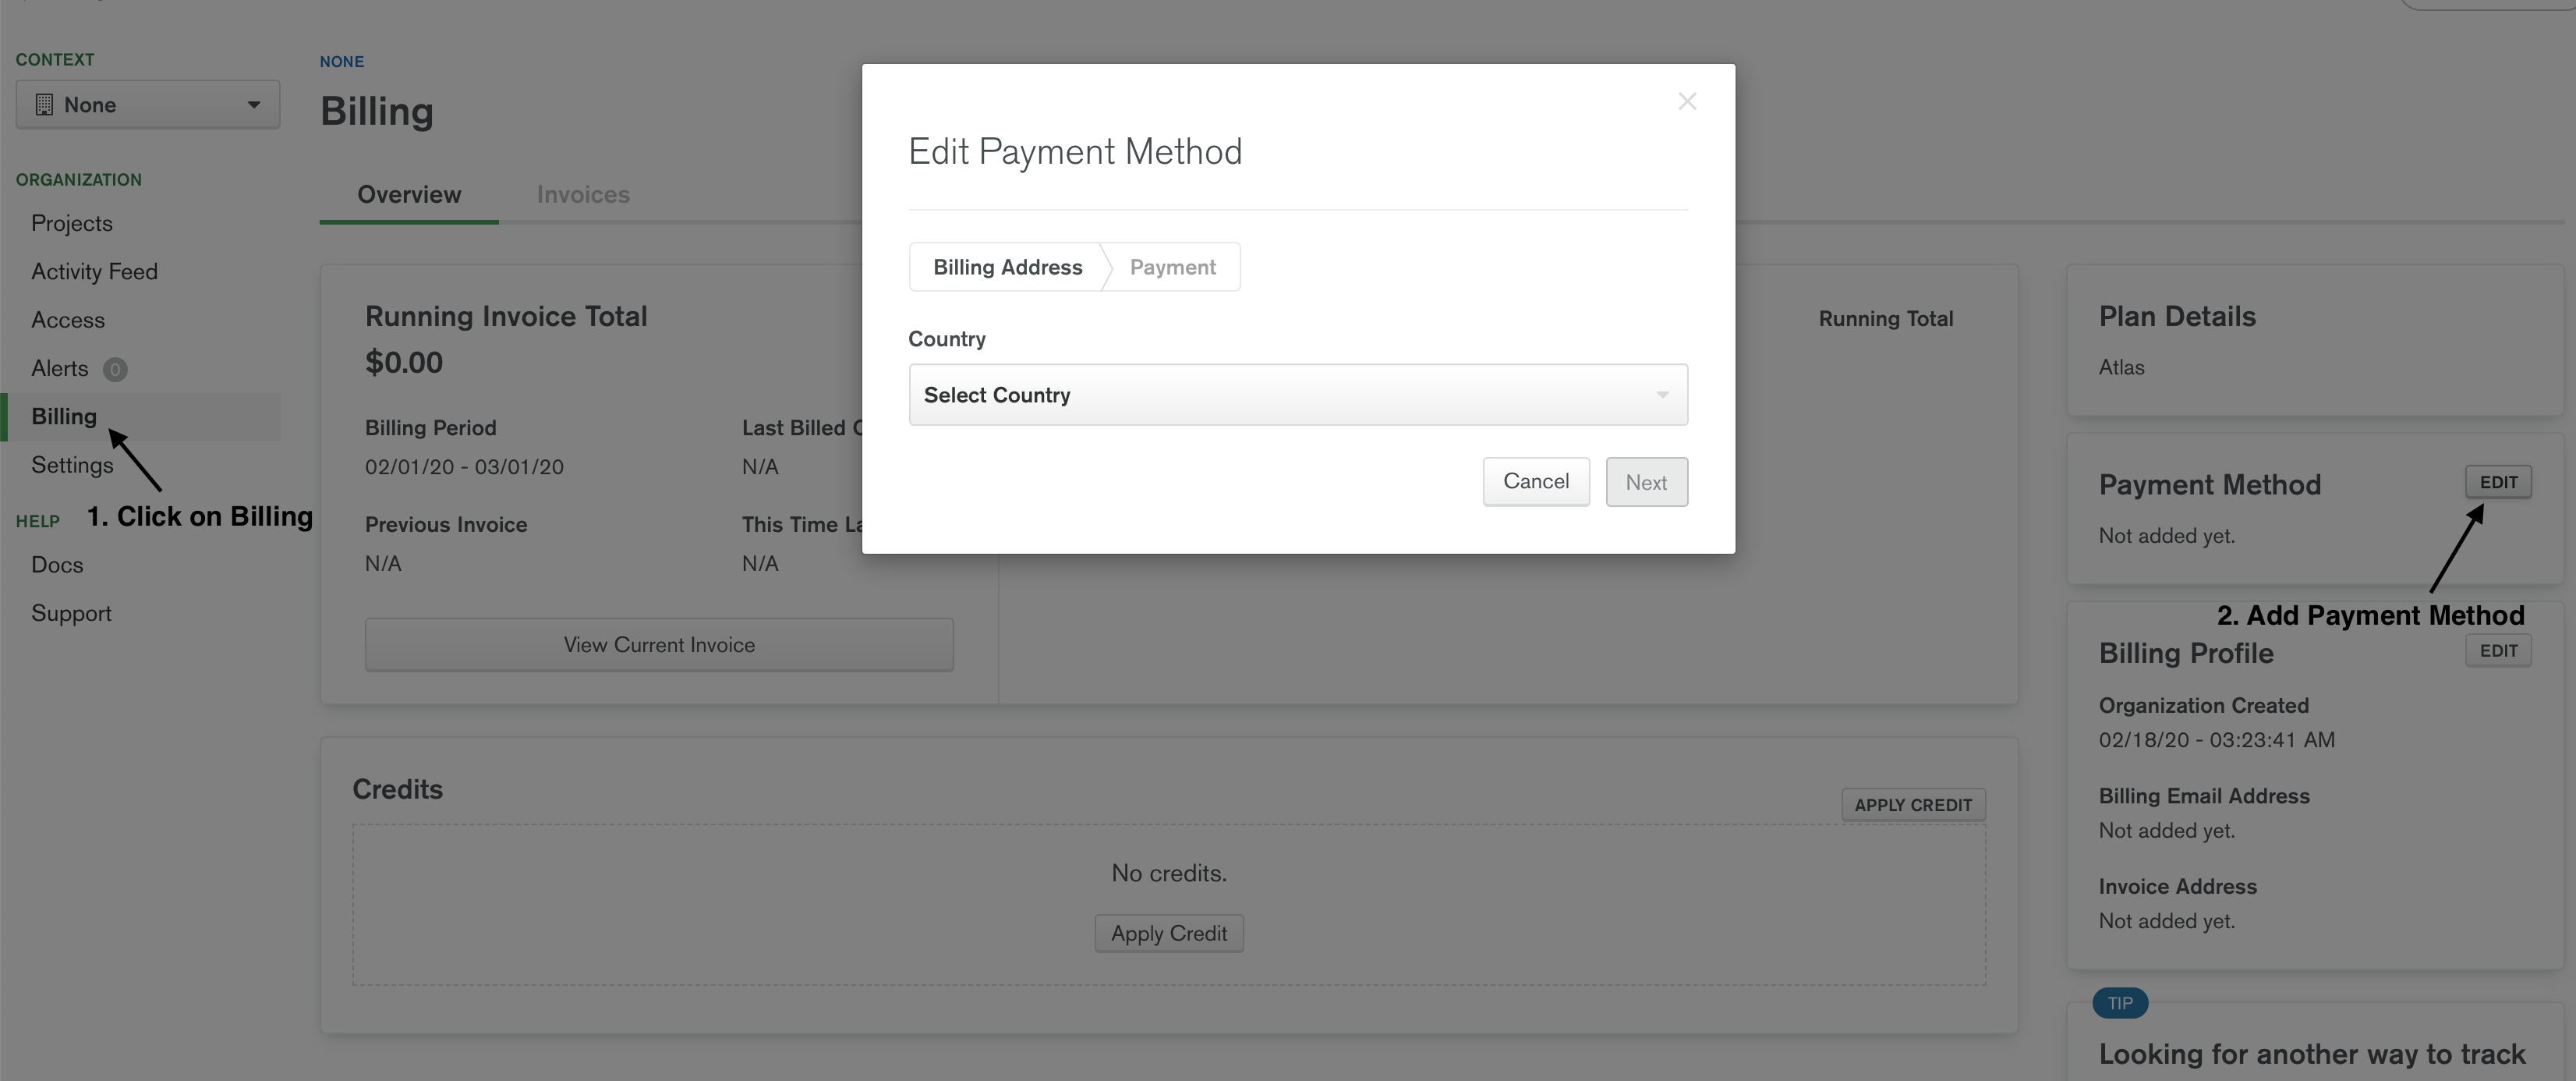 CONTEXT
None
ORGANIZATION
Projects
Activity Feed
Access
Alerts 0
Billing
Settings
1. Click on Billing
HELP
Docs
Support
NONE
Billing
Overview Invoices
Running Invoice Total
$0.00
Billing Period
02/01/20 - 03/01/20
Last Billed
N/A
Previous Invoice
N/A
This Time
N/A
View Current Invoice
Running Total
Credits
APPLY CREDIT
No credits.
Apply Credit
Edit Payment Method
Billing Address Payment
Country
Select Country
Cancel Next
Plan Details
Atlas
Payment Method EDIT
Not added yet.
2. Add Payment Method
Billing Profile EDIT
Organization Created
02/18/20 - 03:23:41 AM
Billing Email Address
Not added yet.
Invoice Address
Not added yet.
TIP
Looking for another way to track